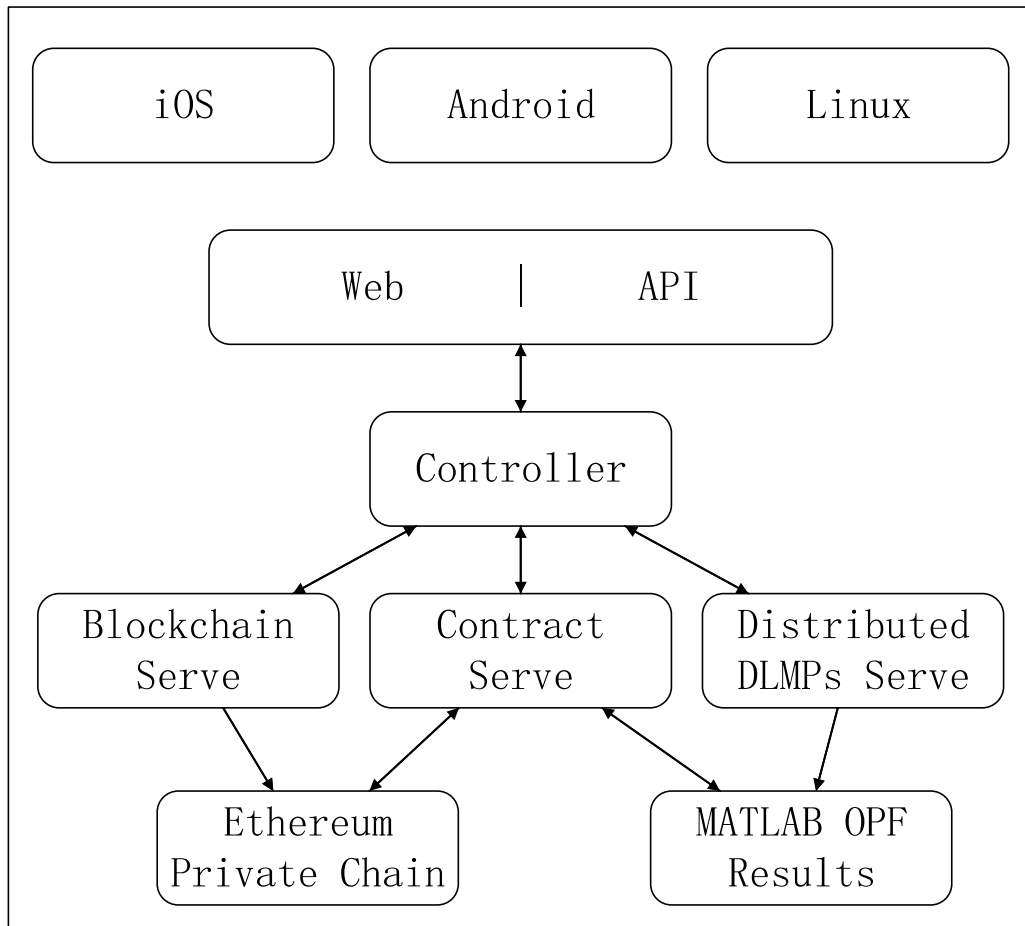 iOS
Android
Linux
Web | API
Controller
Blockchain
Serve
Contract
Serve
Distributed
DLMPs Serve
Ethereum
Private Chain
MATLAB OPF
Results